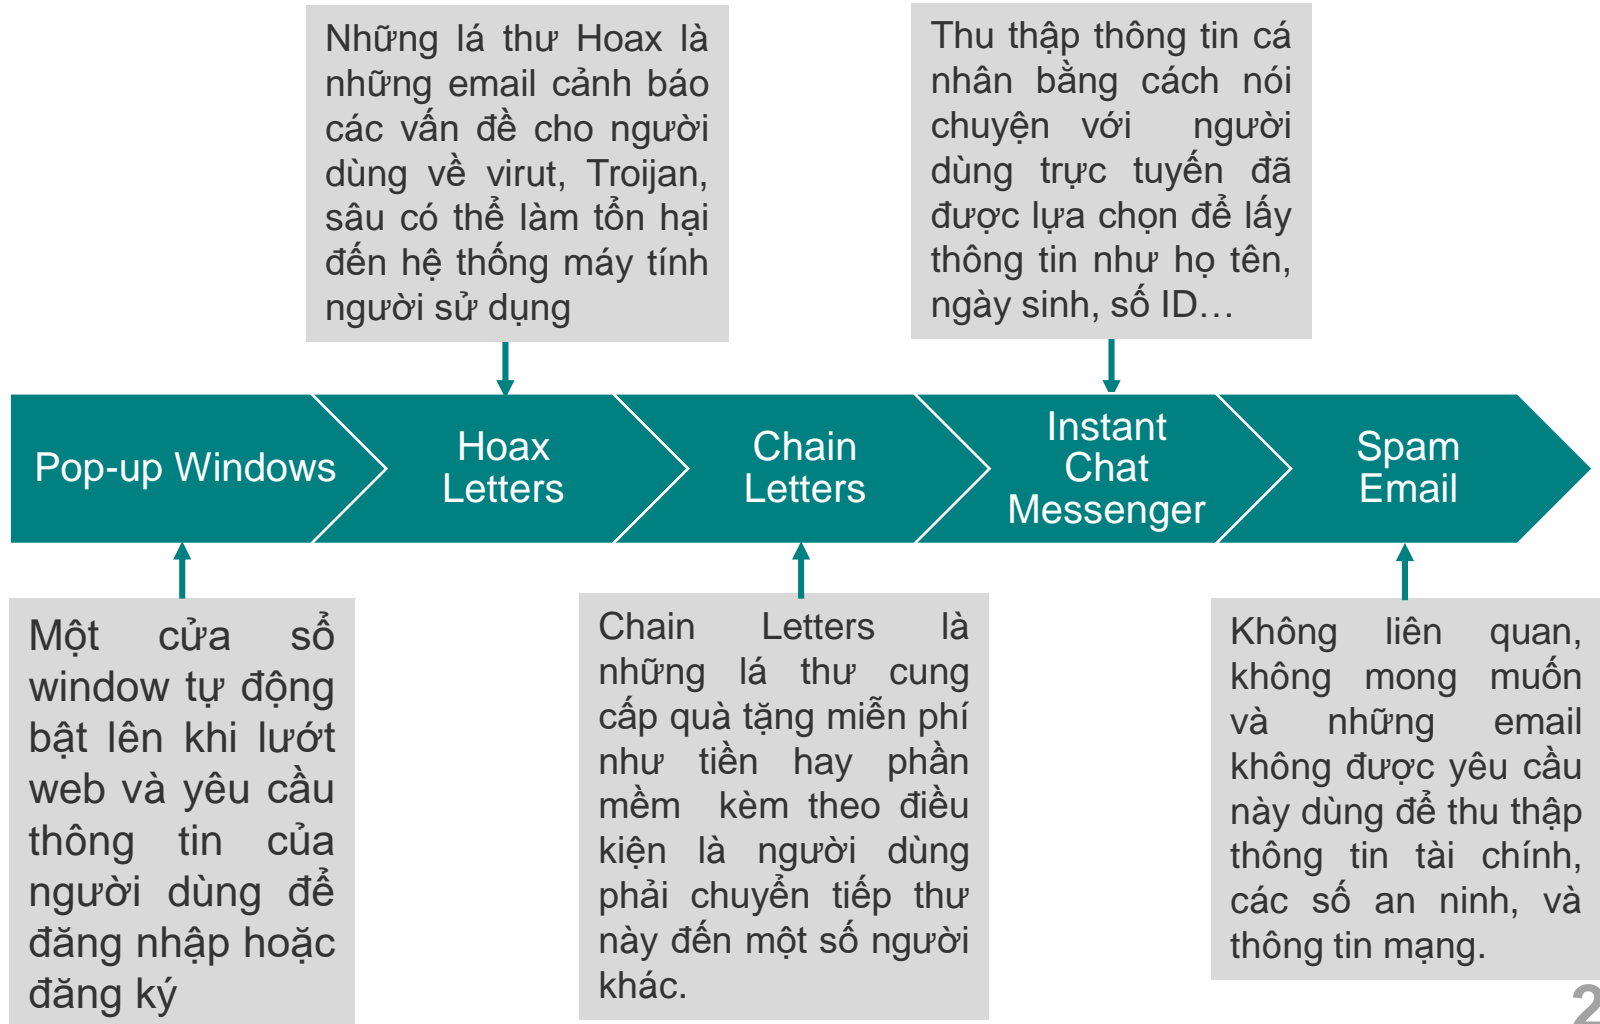 Những lá thư Hoax là
những email cảnh báo
các vấn đề cho người
dùng về virut, Troijan,
sâu có thể làm tổn hại
đến hệ thống máy tính
người sử dụng
Thu thập thông tin cá
nhân bằng cách nói
chuyện với người
dùng trực tuyến đã
được lựa chọn để lấy
thông tin như họ tên,
ngày sinh, số ID…
Pop-up Windows
Hoax
Letters
Chain
Letters
Instant
Chat
Messenger
Spam
Email
Một cửa sổ
window tự động
bật lên khi lướt
web và yêu cầu
thông tin của
người dùng để
đăng nhập hoặc
đăng ký
Chain Letters là
những lá thư cung
cấp quà tặng miễn phí
như tiền hay phần
mềm kèm theo điều
kiện là người dùng
phải chuyển tiếp thư
này đến một số người
khác.
Không liên quan,
không mong muốn
và những email
không được yêu cầu
này dùng để thu thập
thông tin tài chính,
các số an ninh, và
thông tin mạng.